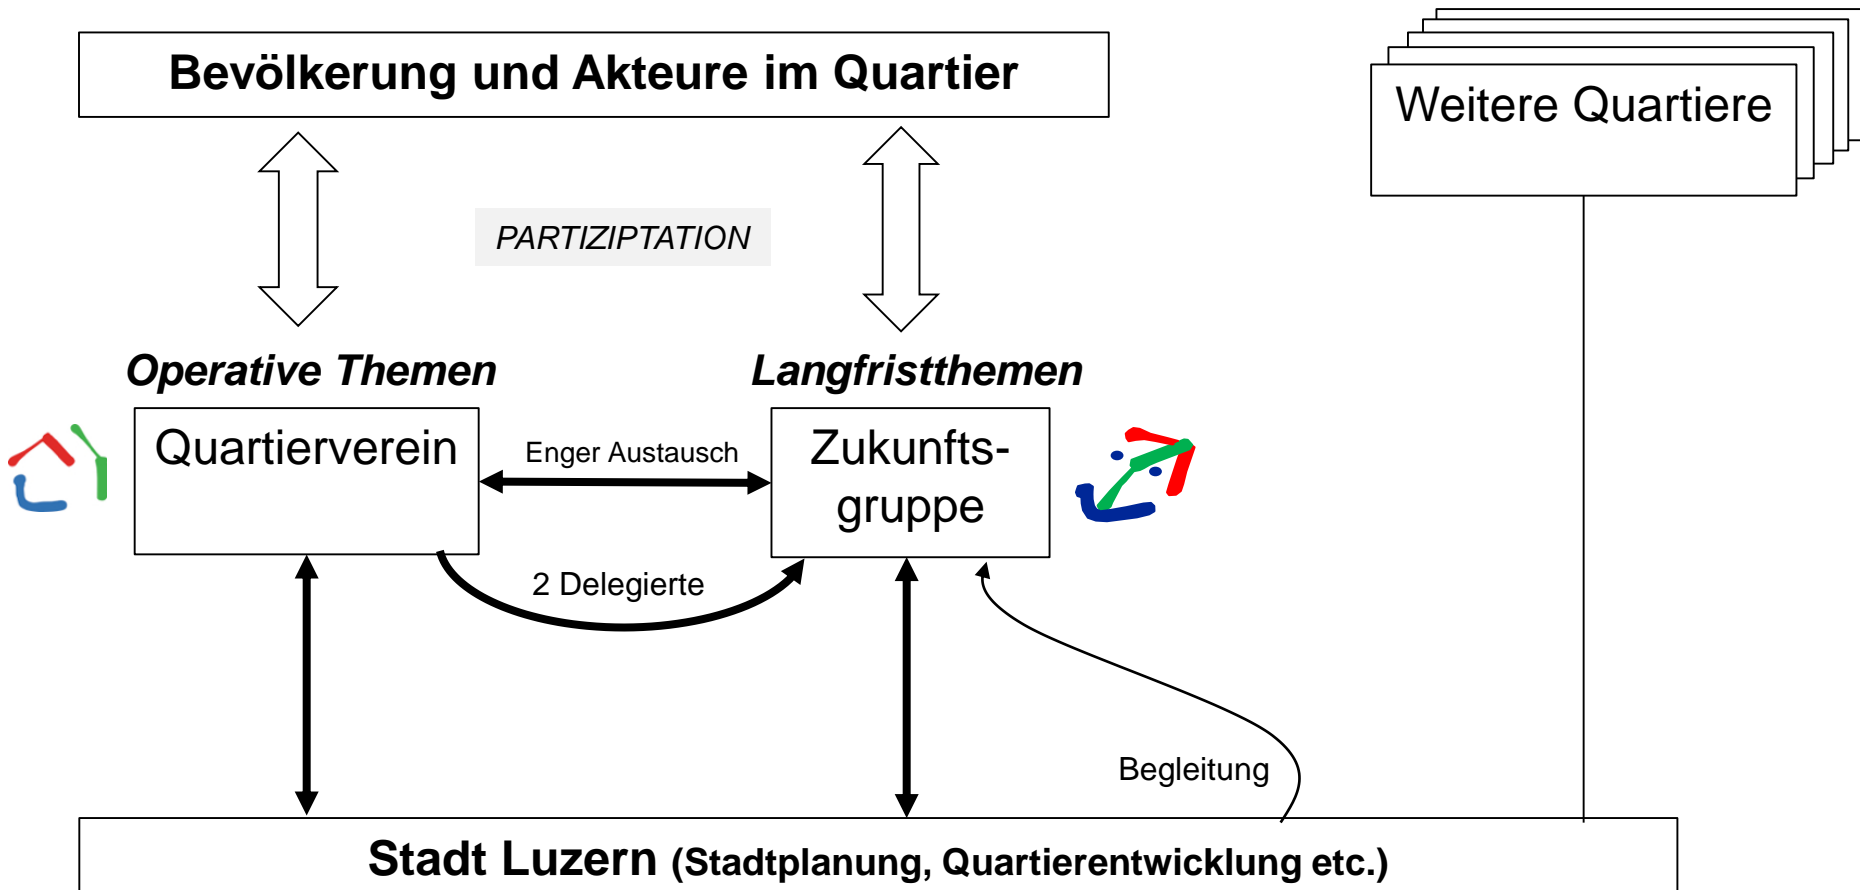 Bevölkerung und Akteure im Quartier
Weitere Quartiere
PARTIZIPTATION
Operative Themen
Langfristthemen
Quartierverein
Enger Austausch
Zukunfts-
gruppe
2 Delegierte
Begleitung
Stadt Luzern (Stadtplanung, Quartierentwicklung etc.)